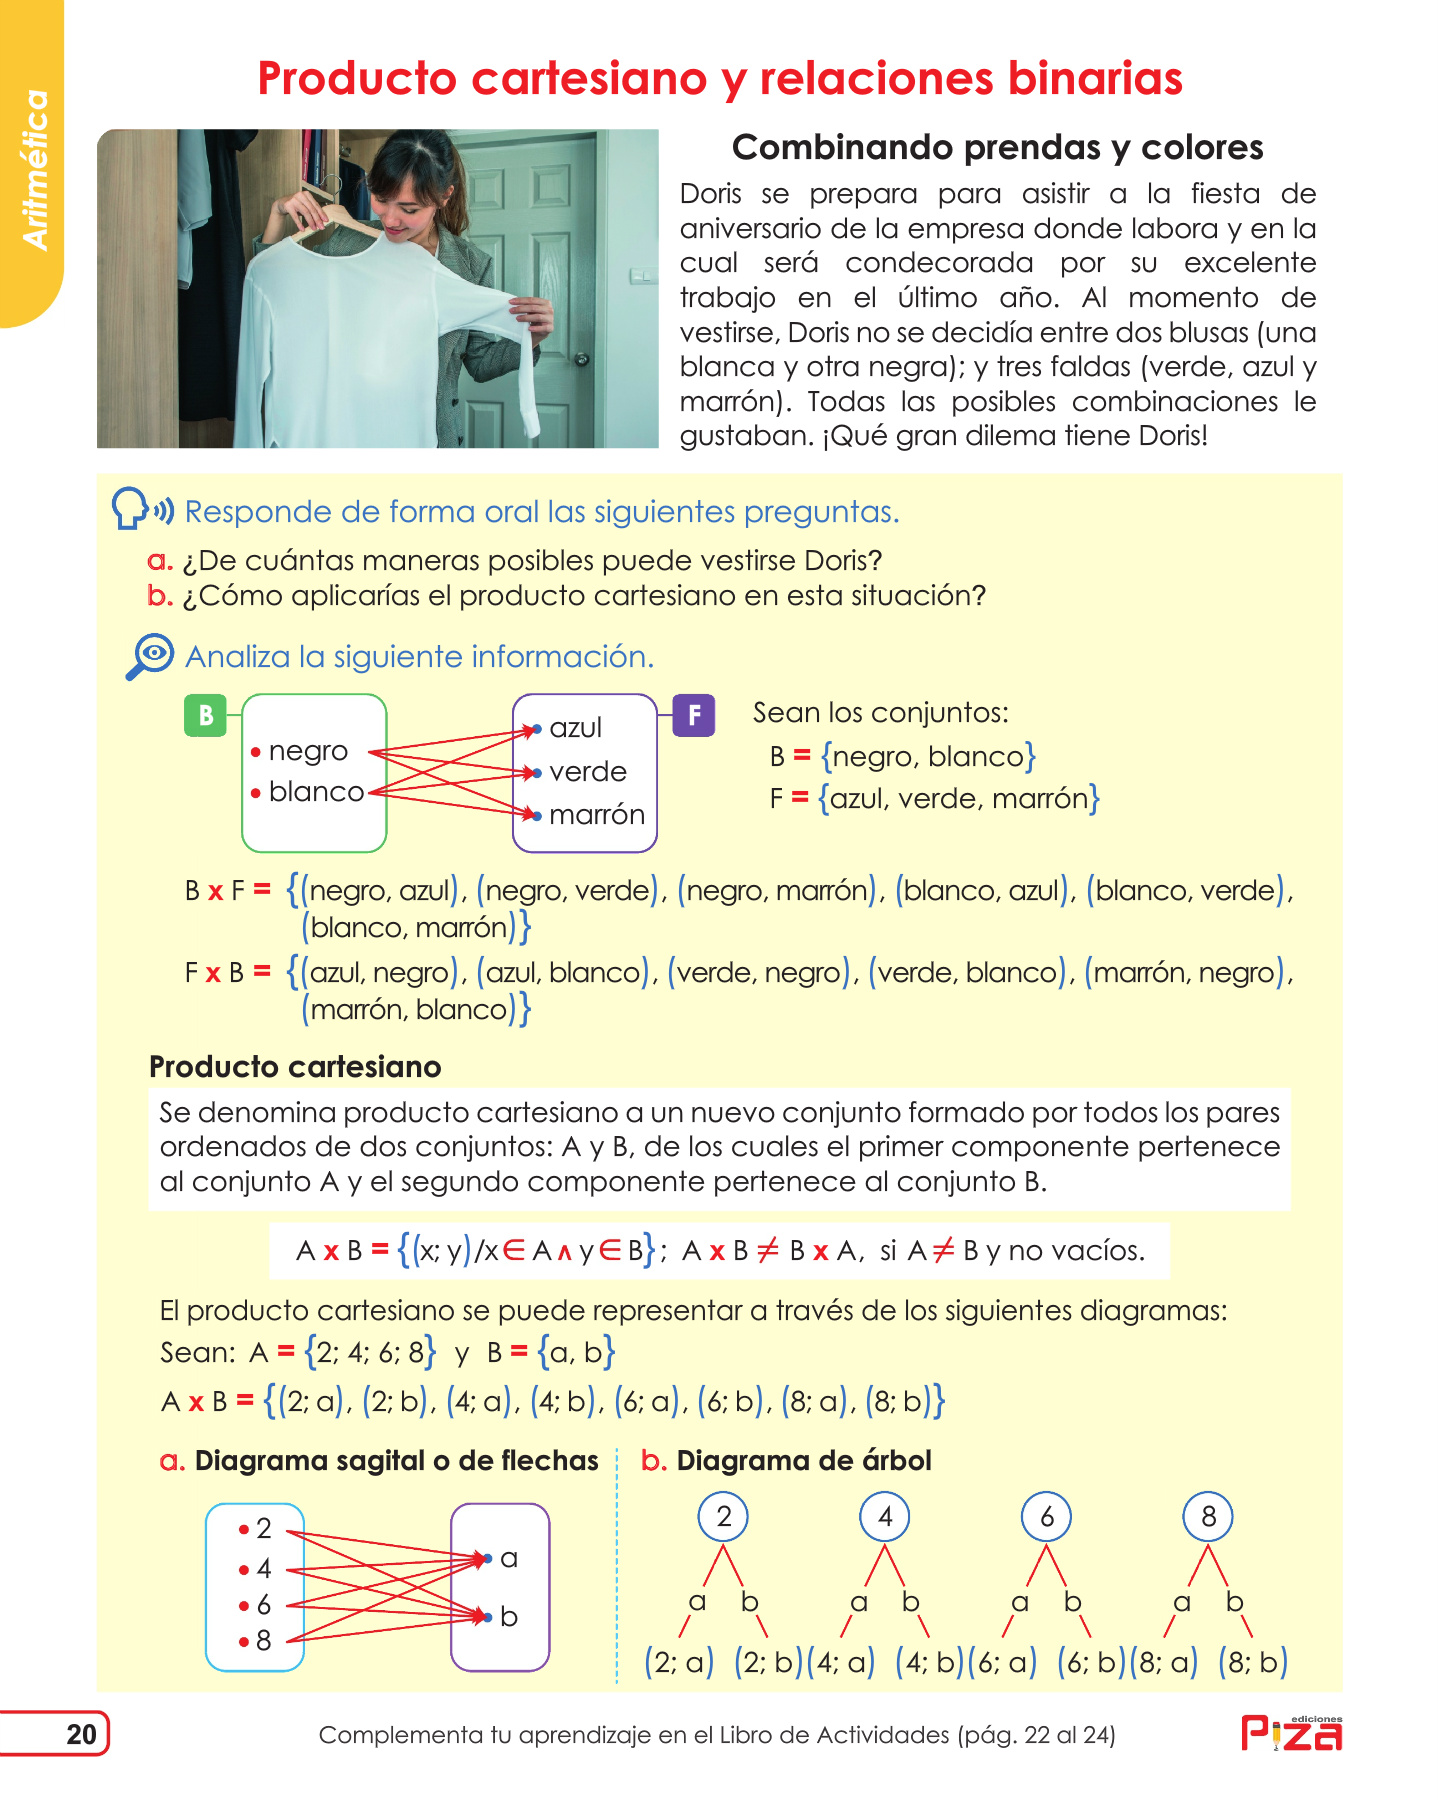 Aritmética
Producto cartesiano y relaciones binarias
Combinando prendas y colores
Doris se prepara para asistir a la fiesta de
aniversario de la empresa donde labora y en la
cual será condecorada por su excelente
trabajo en el último año. Al momento de
vestirse, Doris no se decidía entre dos blusas (una
blanca y otra negra); y tres faldas (verde, azul y
marrón). Todas las posibles combinaciones le
gustaban. ¡Qué gran dilema tiene Doris!
Responde de forma oral las siguientes preguntas.
a. ¿De cuántas maneras posibles puede vestirse Doris?
b. ¿Cómo aplicarías el producto cartesiano en esta situación?
Analiza la siguiente información.
B
• negro
• blanco
F
• azul
• verde
• marrón
Sean los conjuntos:
B = {negro, blanco}
F = {azul, verde, marrón}
B x F = {(negro, azul), (negro, verde), (negro, marrón), (blanco, azul), (blanco, verde),
(blanco, marrón)}
F x B = {(azul, negro), (azul, blanco), (verde, negro), (verde, blanco), (marrón, negro),
(marrón, blanco)}
Producto cartesiano
Se denomina producto cartesiano a un nuevo conjunto formado por todos los pares
ordenados de dos conjuntos: A y B, de los cuales el primer componente pertenece
al conjunto A y el segundo componente pertenece al conjunto B.
A x B = {(x; y)/x ∈ A ∧ y ∈ B}; A x B ≠ B x A, si A ≠ B y no vacíos.
El producto cartesiano se puede representar a través de los siguientes diagramas:
Sean: A = {2; 4; 6; 8} y B = {a, b}
A x B = {(2; a), (2; b), (4; a), (4; b), (6; a), (6; b), (8; a), (8; b)}
a. Diagrama sagital o de flechas
• 2
• 4
• 6
• 8
• a
• b
b. Diagrama de árbol
2 4 6 8
a b a b a b a b
(2; a) (2; b) (4; a) (4; b) (6; a) (6; b) (8; a) (8; b)
20
Complementa tu aprendizaje en el Libro de Actividades (pág. 22 al 24)
ediciones
Piza